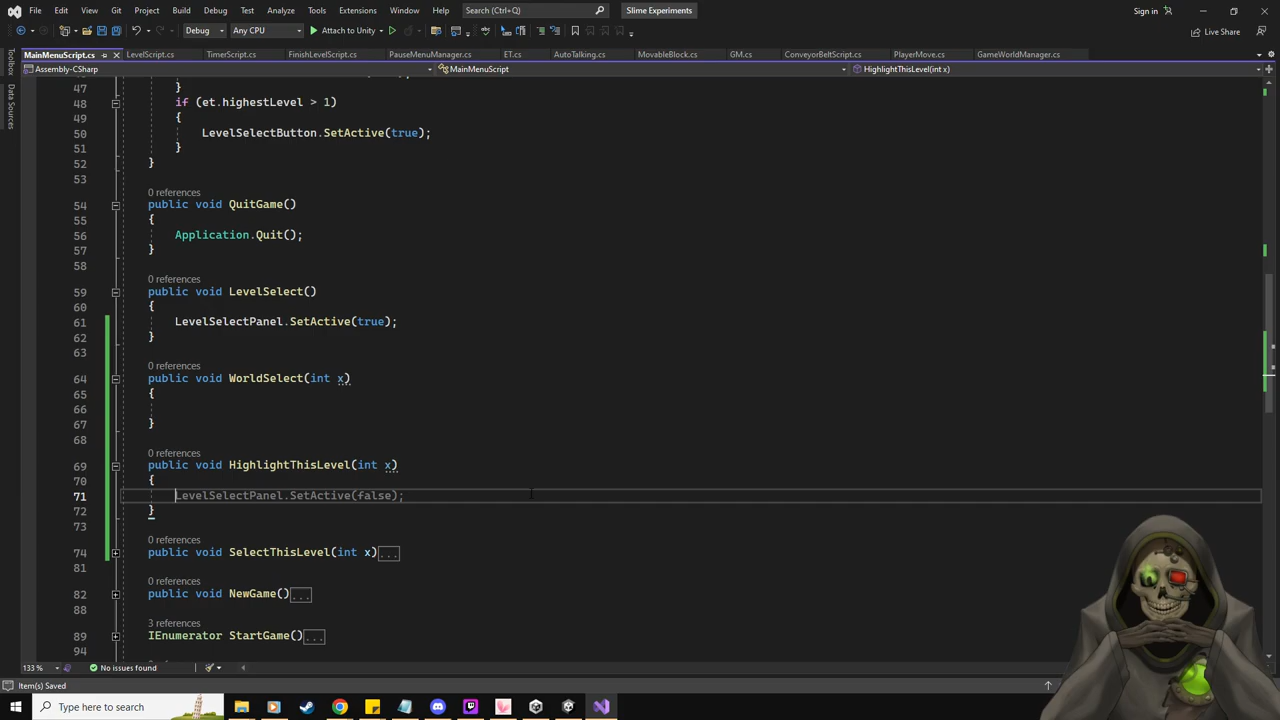 File Edit View Git Project Build Debug Test Analyze Tools Extensions Window Help Search (Ctrl+Q) Slime Experiments Sign in
Debug Any CPU Attach to Unity Live Share
MainMenuScript.cs LevelScript.cs TimerScript.cs FinishLevelScript.cs PauseMenuManager.cs ET.cs AutoTalking.cs MovableBlock.cs GM.cs ConveyorBeltScript.cs PlayerMove.cs GameWorldManager.cs
Assembly-CSharp MainMenuScript HighlightThisLevel(int x)
Toolbox
Data Sources
47 }
48 if (et.highestLevel > 1)
49 {
50 LevelSelectButton.SetActive(true);
51 }
52 }
53
0 references
54 public void QuitGame()
55 {
56 Application.Quit();
57 }
58
0 references
59 public void LevelSelect()
60 {
61 LevelSelectPanel.SetActive(true);
62 }
63
0 references
64 public void WorldSelect(int x)
65 {
66
67 }
68
0 references
69 public void HighlightThisLevel(int x)
70 {
71 LevelSelectPanel.SetActive(false);
72 }
73
0 references
74 public void SelectThisLevel(int x)...
81
0 references
82 public void NewGame()...
88
3 references
89 IEnumerator StartGame()...
94
133 % No issues found
Item(s) Saved
Type here to search